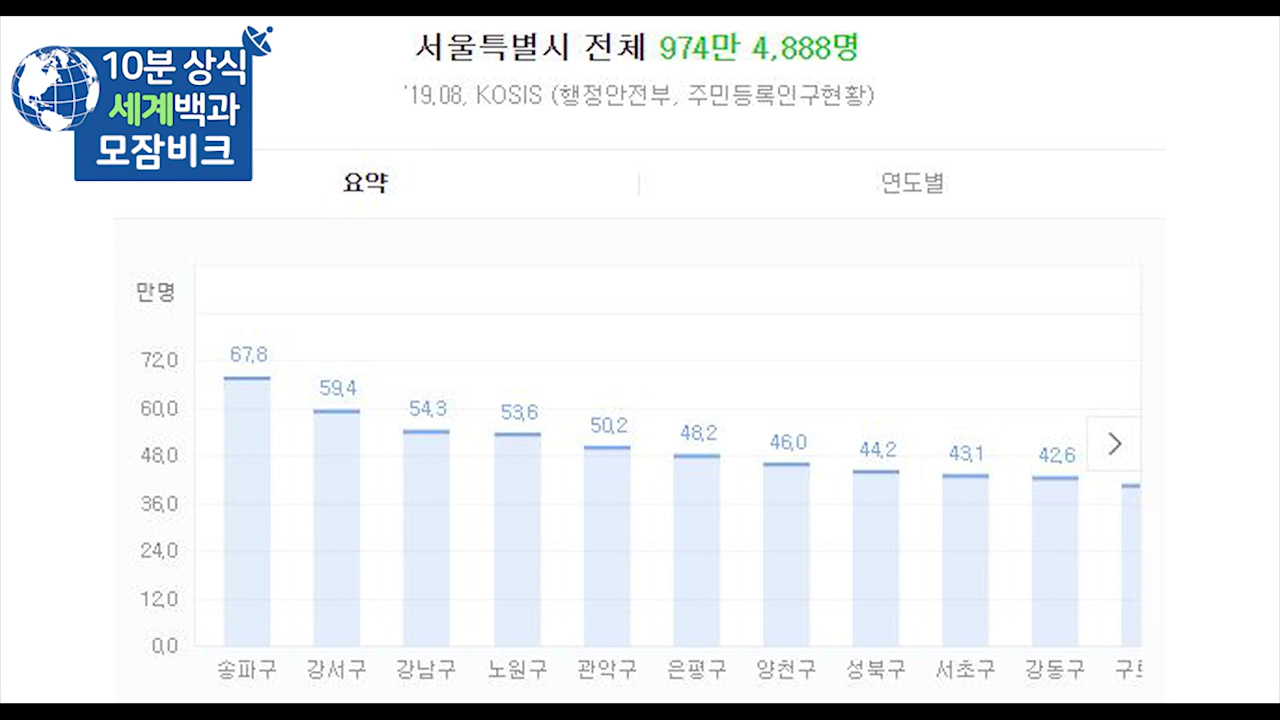 10분 상식
세계백과
모잠비크
서울특별시 전체 974만 4,888명
'19.08, KOSIS (행정안전부, 주민등록인구현황)
요약
연도별
만명
72,0
60,0
48,0
36,0
24,0
12,0
0,0
67,8
59,4
54,3
53,6
50,2
48,2
46,0
44,2
43,1
42,6
송파구
강서구
강남구
노원구
관악구
은평구
양천구
성북구
서초구
강동구